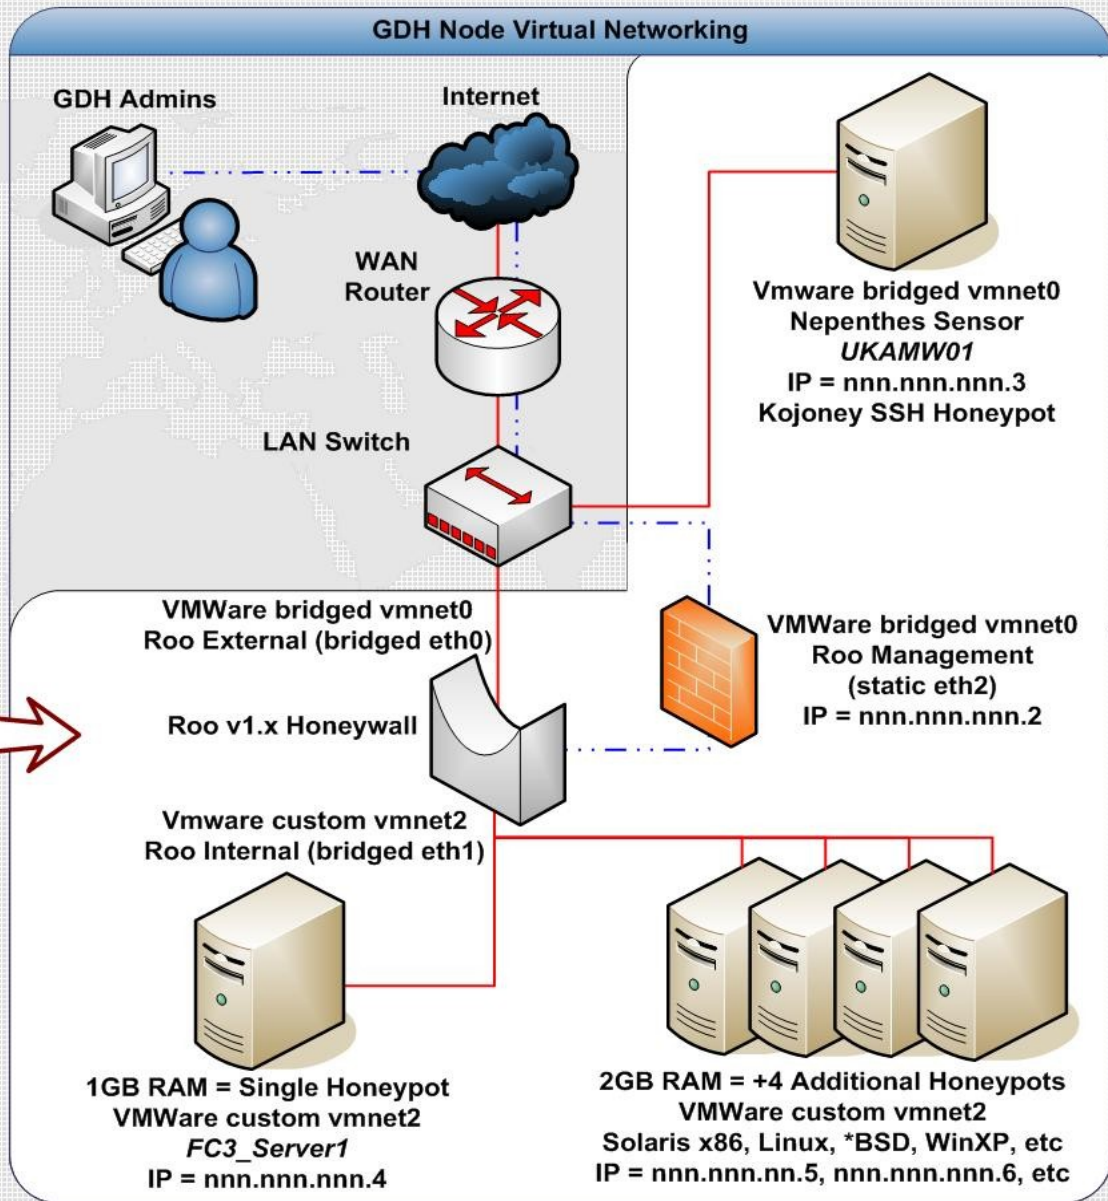 GDH Node Virtual Networking
GDH Admins
Internet
WAN
Router
LAN Switch
Vmware bridged vmnet0
Nepenthes Sensor
UKAMW01
IP = nnn.nnn.nnn.3
Kojoney SSH Honeypot
VMWare bridged vmnet0
Roo External (bridged eth0)
VMWare bridged vmnet0
Roo Management
(static eth2)
IP = nnn.nnn.nnn.2
Roo v1.x Honeywall
Vmware custom vmnet2
Roo Internal (bridged eth1)
1GB RAM = Single Honeypot
VMWare custom vmnet2
FC3_Server1
IP = nnn.nnn.nnn.4
2GB RAM = +4 Additional Honeypots
VMWare custom vmnet2
Solaris x86, Linux, *BSD, WinXP, etc
IP = nnn.nnn.nn.5, nnn.nnn.nnn.6, etc